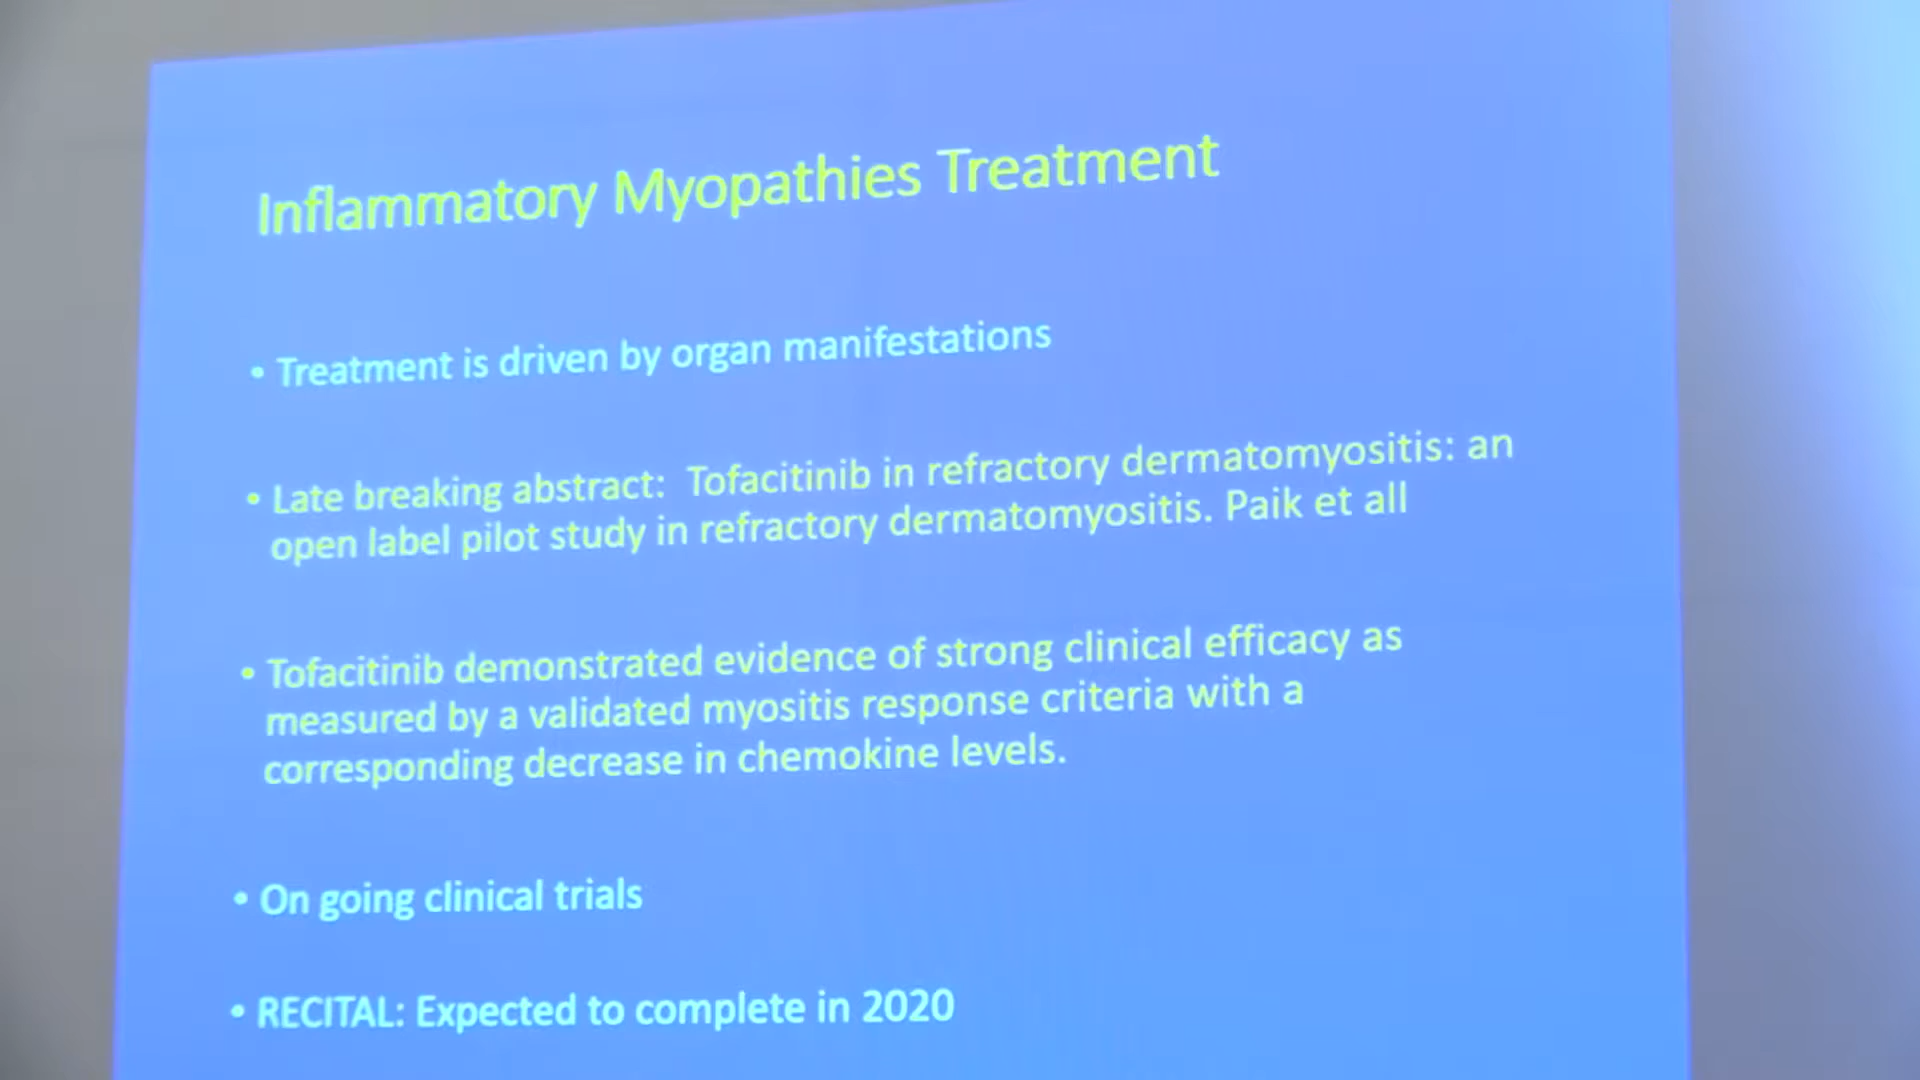 Inflammatory Myopathies Treatment
• Treatment is driven by organ manifestations
• Late breaking abstract: Tofacitinib in refractory dermatomyositis: an
open label pilot study in refractory dermatomyositis. Paik et all
• Tofacitinib demonstrated evidence of strong clinical efficacy as
measured by a validated myositis response criteria with a
corresponding decrease in chemokine levels.
• On going clinical trials
• RECITAL: Expected to complete in 2020